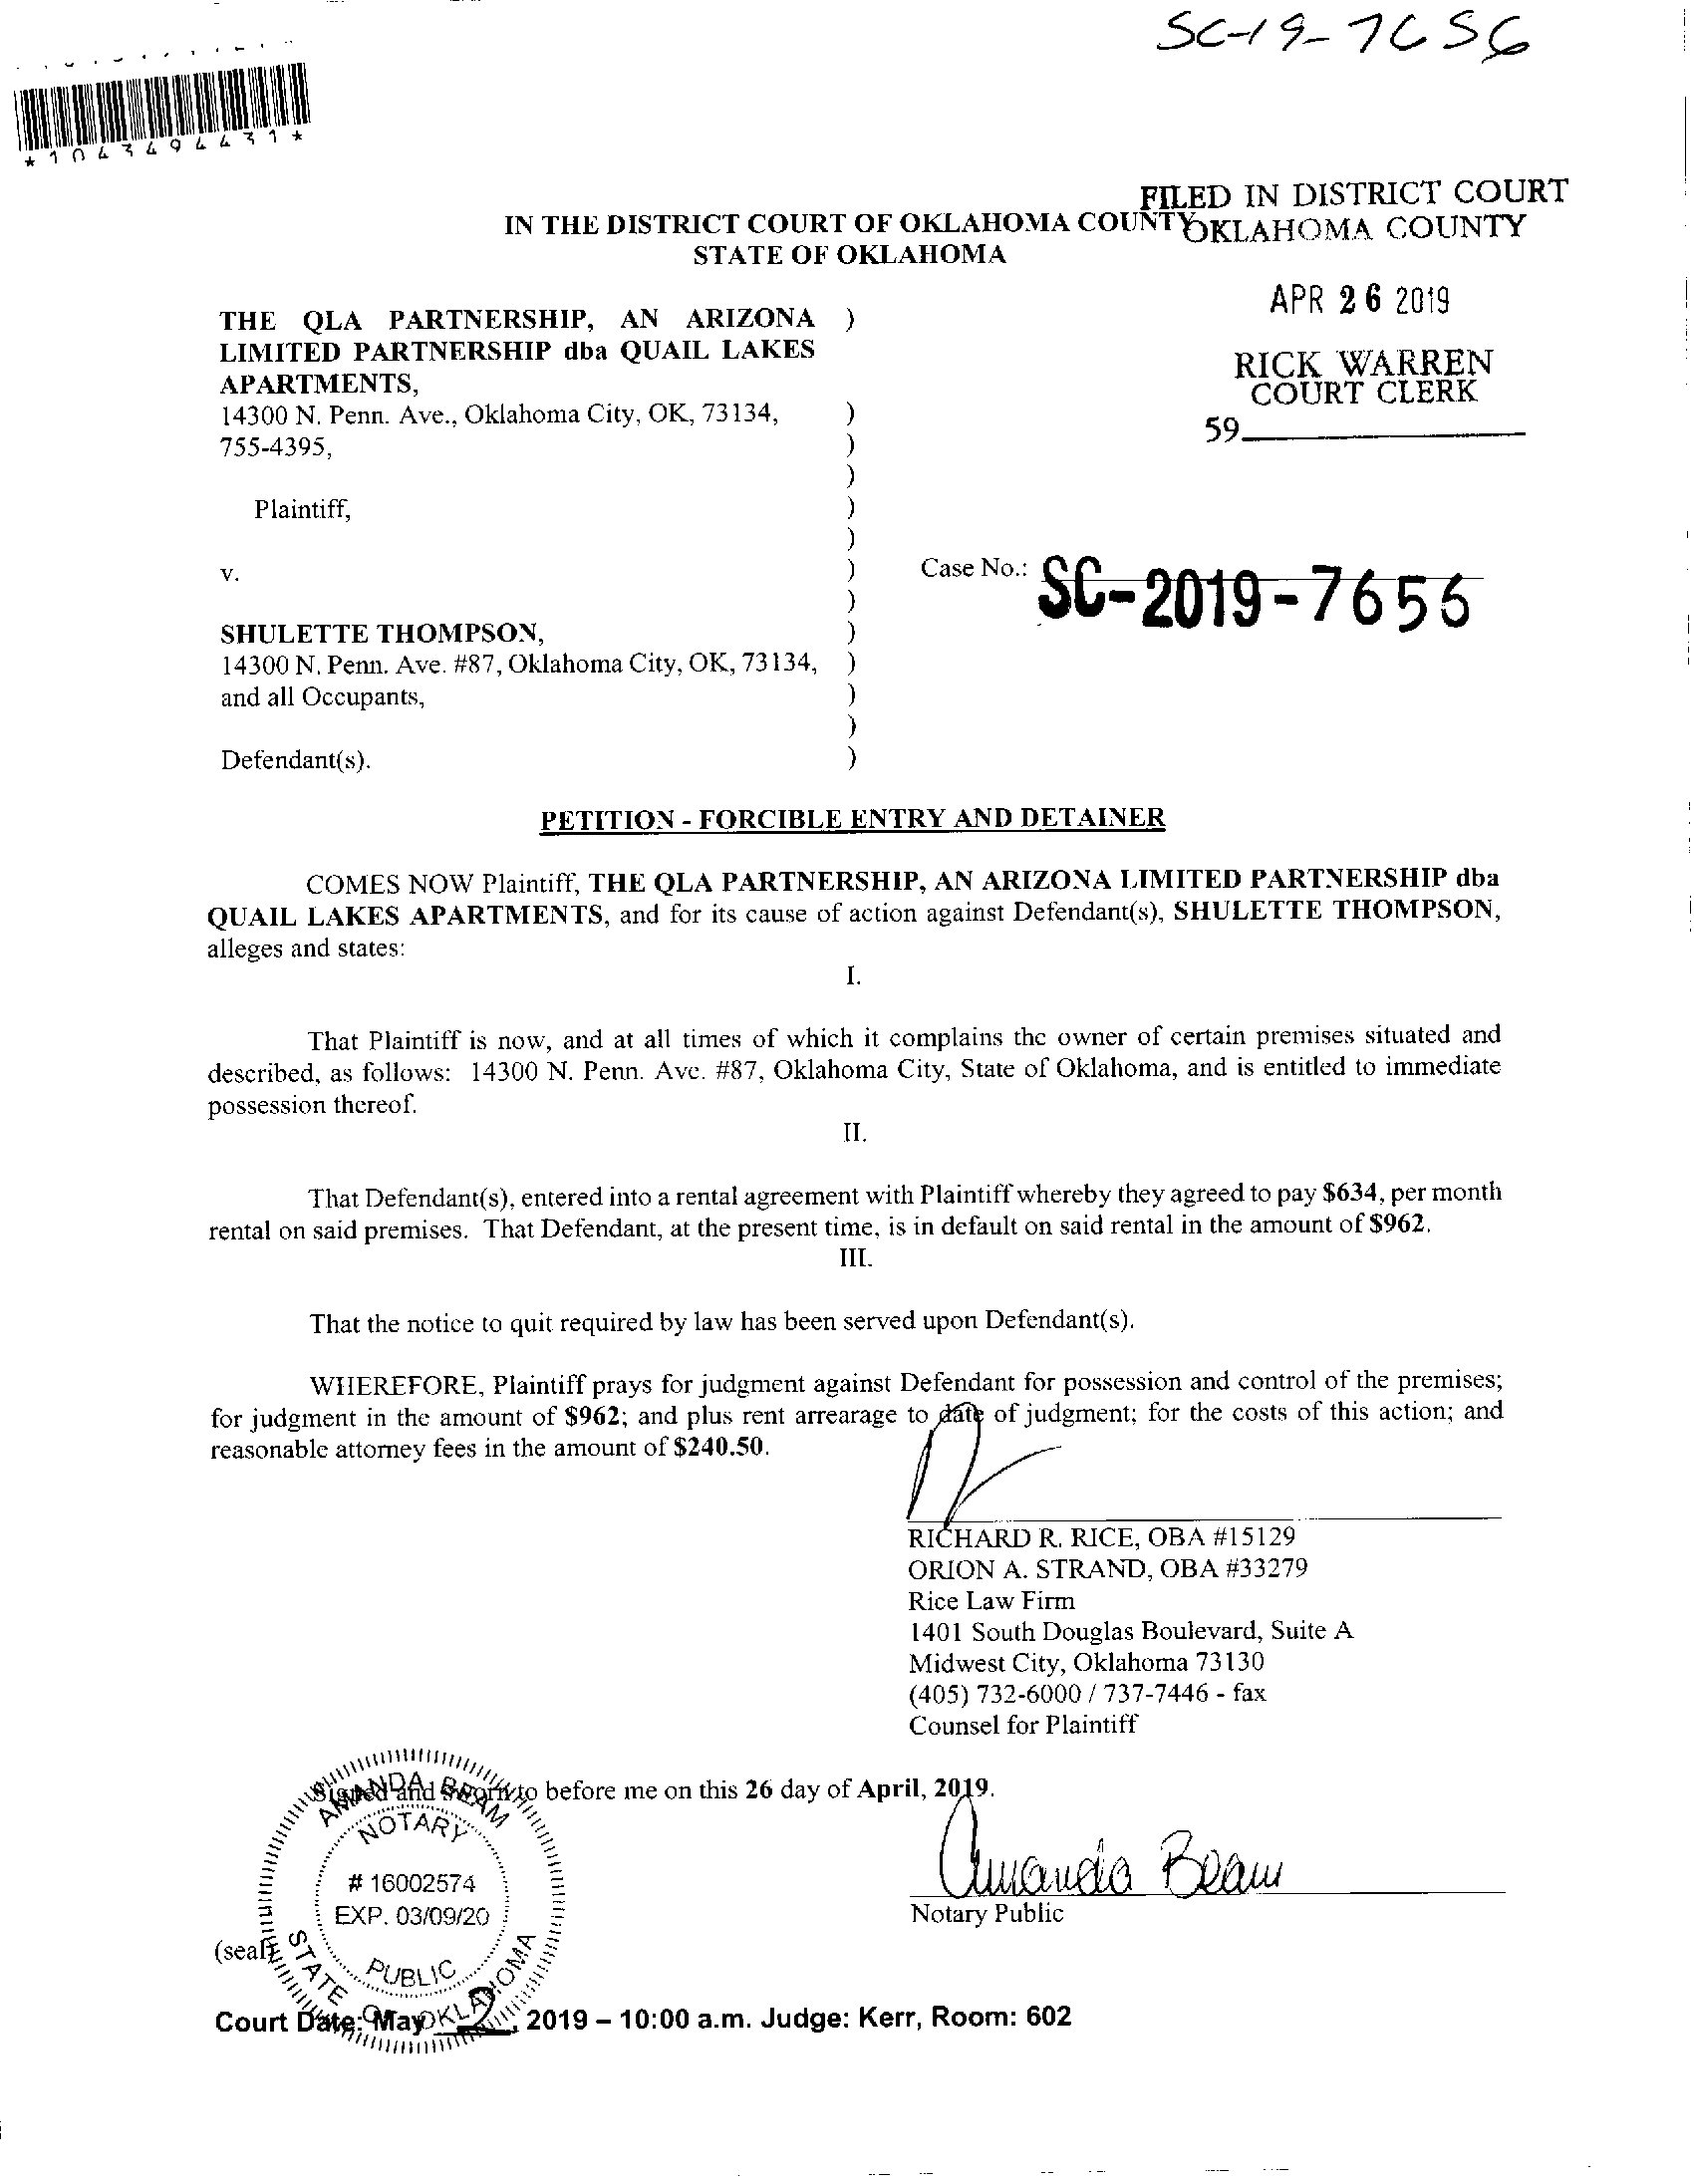 SC-19-7656
*1043494431*
FILED IN DISTRICT COURT
OKLAHOMA COUNTY
IN THE DISTRICT COURT OF OKLAHOMA COUNTY
STATE OF OKLAHOMA
APR 26 2019
RICK WARREN
COURT CLERK
59
THE QLA PARTNERSHIP, AN ARIZONA )
LIMITED PARTNERSHIP dba QUAIL LAKES
APARTMENTS,
14300 N. Penn. Ave., Oklahoma City, OK, 73134, )
755-4395, )
)
Plaintiff, )
)
v. )
)
Case No.: SC-2019-7656
SHULETTE THOMPSON, )
14300 N. Penn. Ave. #87, Oklahoma City, OK, 73134, )
and all Occupants, )
)
Defendant(s). )
PETITION - FORCIBLE ENTRY AND DETAINER
COMES NOW Plaintiff, THE QLA PARTNERSHIP, AN ARIZONA LIMITED PARTNERSHIP dba
QUAIL LAKES APARTMENTS, and for its cause of action against Defendant(s), SHULETTE THOMPSON,
alleges and states:
I.
That Plaintiff is now, and at all times of which it complains the owner of certain premises situated and
described, as follows: 14300 N. Penn. Ave. #87, Oklahoma City, State of Oklahoma, and is entitled to immediate
possession thereof.
II.
That Defendant(s), entered into a rental agreement with Plaintiff whereby they agreed to pay $634, per month
rental on said premises. That Defendant, at the present time, is in default on said rental in the amount of $962.
III.
That the notice to quit required by law has been served upon Defendant(s).
WHEREFORE, Plaintiff prays for judgment against Defendant for possession and control of the premises;
for judgment in the amount of $962; and plus rent arrearage to date of judgment; for the costs of this action; and
reasonable attorney fees in the amount of $240.50.
RICHARD R. RICE, OBA #15129
ORION A. STRAND, OBA #33279
Rice Law Firm
1401 South Douglas Boulevard, Suite A
Midwest City, Oklahoma 73130
(405) 732-6000 / 737-7446 - fax
Counsel for Plaintiff
Signed and Sworn to before me on this 26 day of April, 2019.
AMANDA BEAM
NOTARY
# 16002574
EXP. 03/09/20
PUBLIC
STATE OF OKLAHOMA
Amanda Beam
Notary Public
(seal)
Court Date: May 2, 2019 – 10:00 a.m. Judge: Kerr, Room: 602